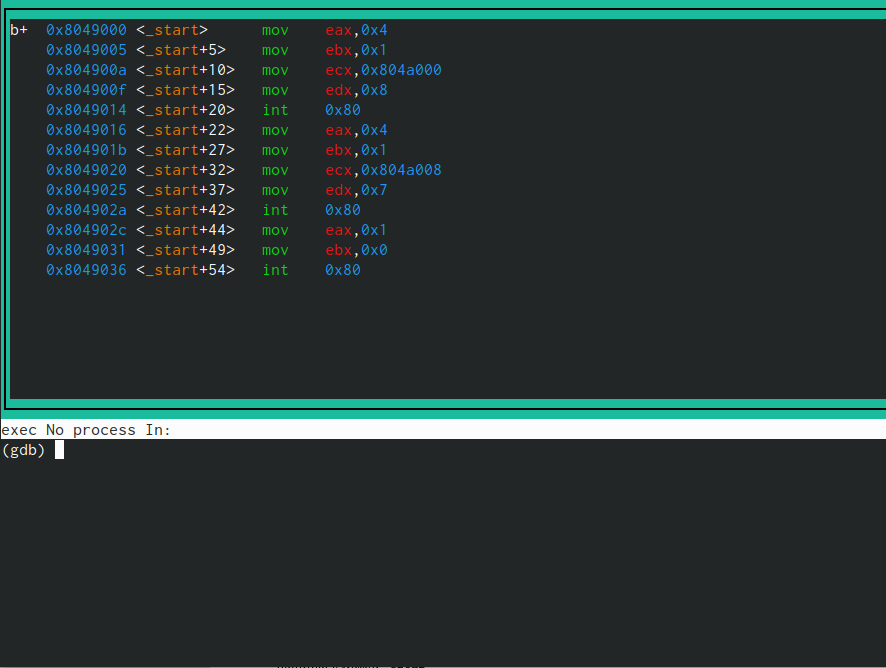 b+ 0x8049000 <_start> mov eax,0x4
0x8049005 <_start+5> mov ebx,0x1
0x804900a <_start+10> mov ecx,0x804a000
0x804900f <_start+15> mov edx,0x8
0x8049014 <_start+20> int 0x80
0x8049016 <_start+22> mov eax,0x4
0x804901b <_start+27> mov ebx,0x1
0x8049020 <_start+32> mov ecx,0x804a008
0x8049025 <_start+37> mov edx,0x7
0x804902a <_start+42> int 0x80
0x804902c <_start+44> mov eax,0x1
0x8049031 <_start+49> mov ebx,0x0
0x8049036 <_start+54> int 0x80
exec No process In:
(gdb)